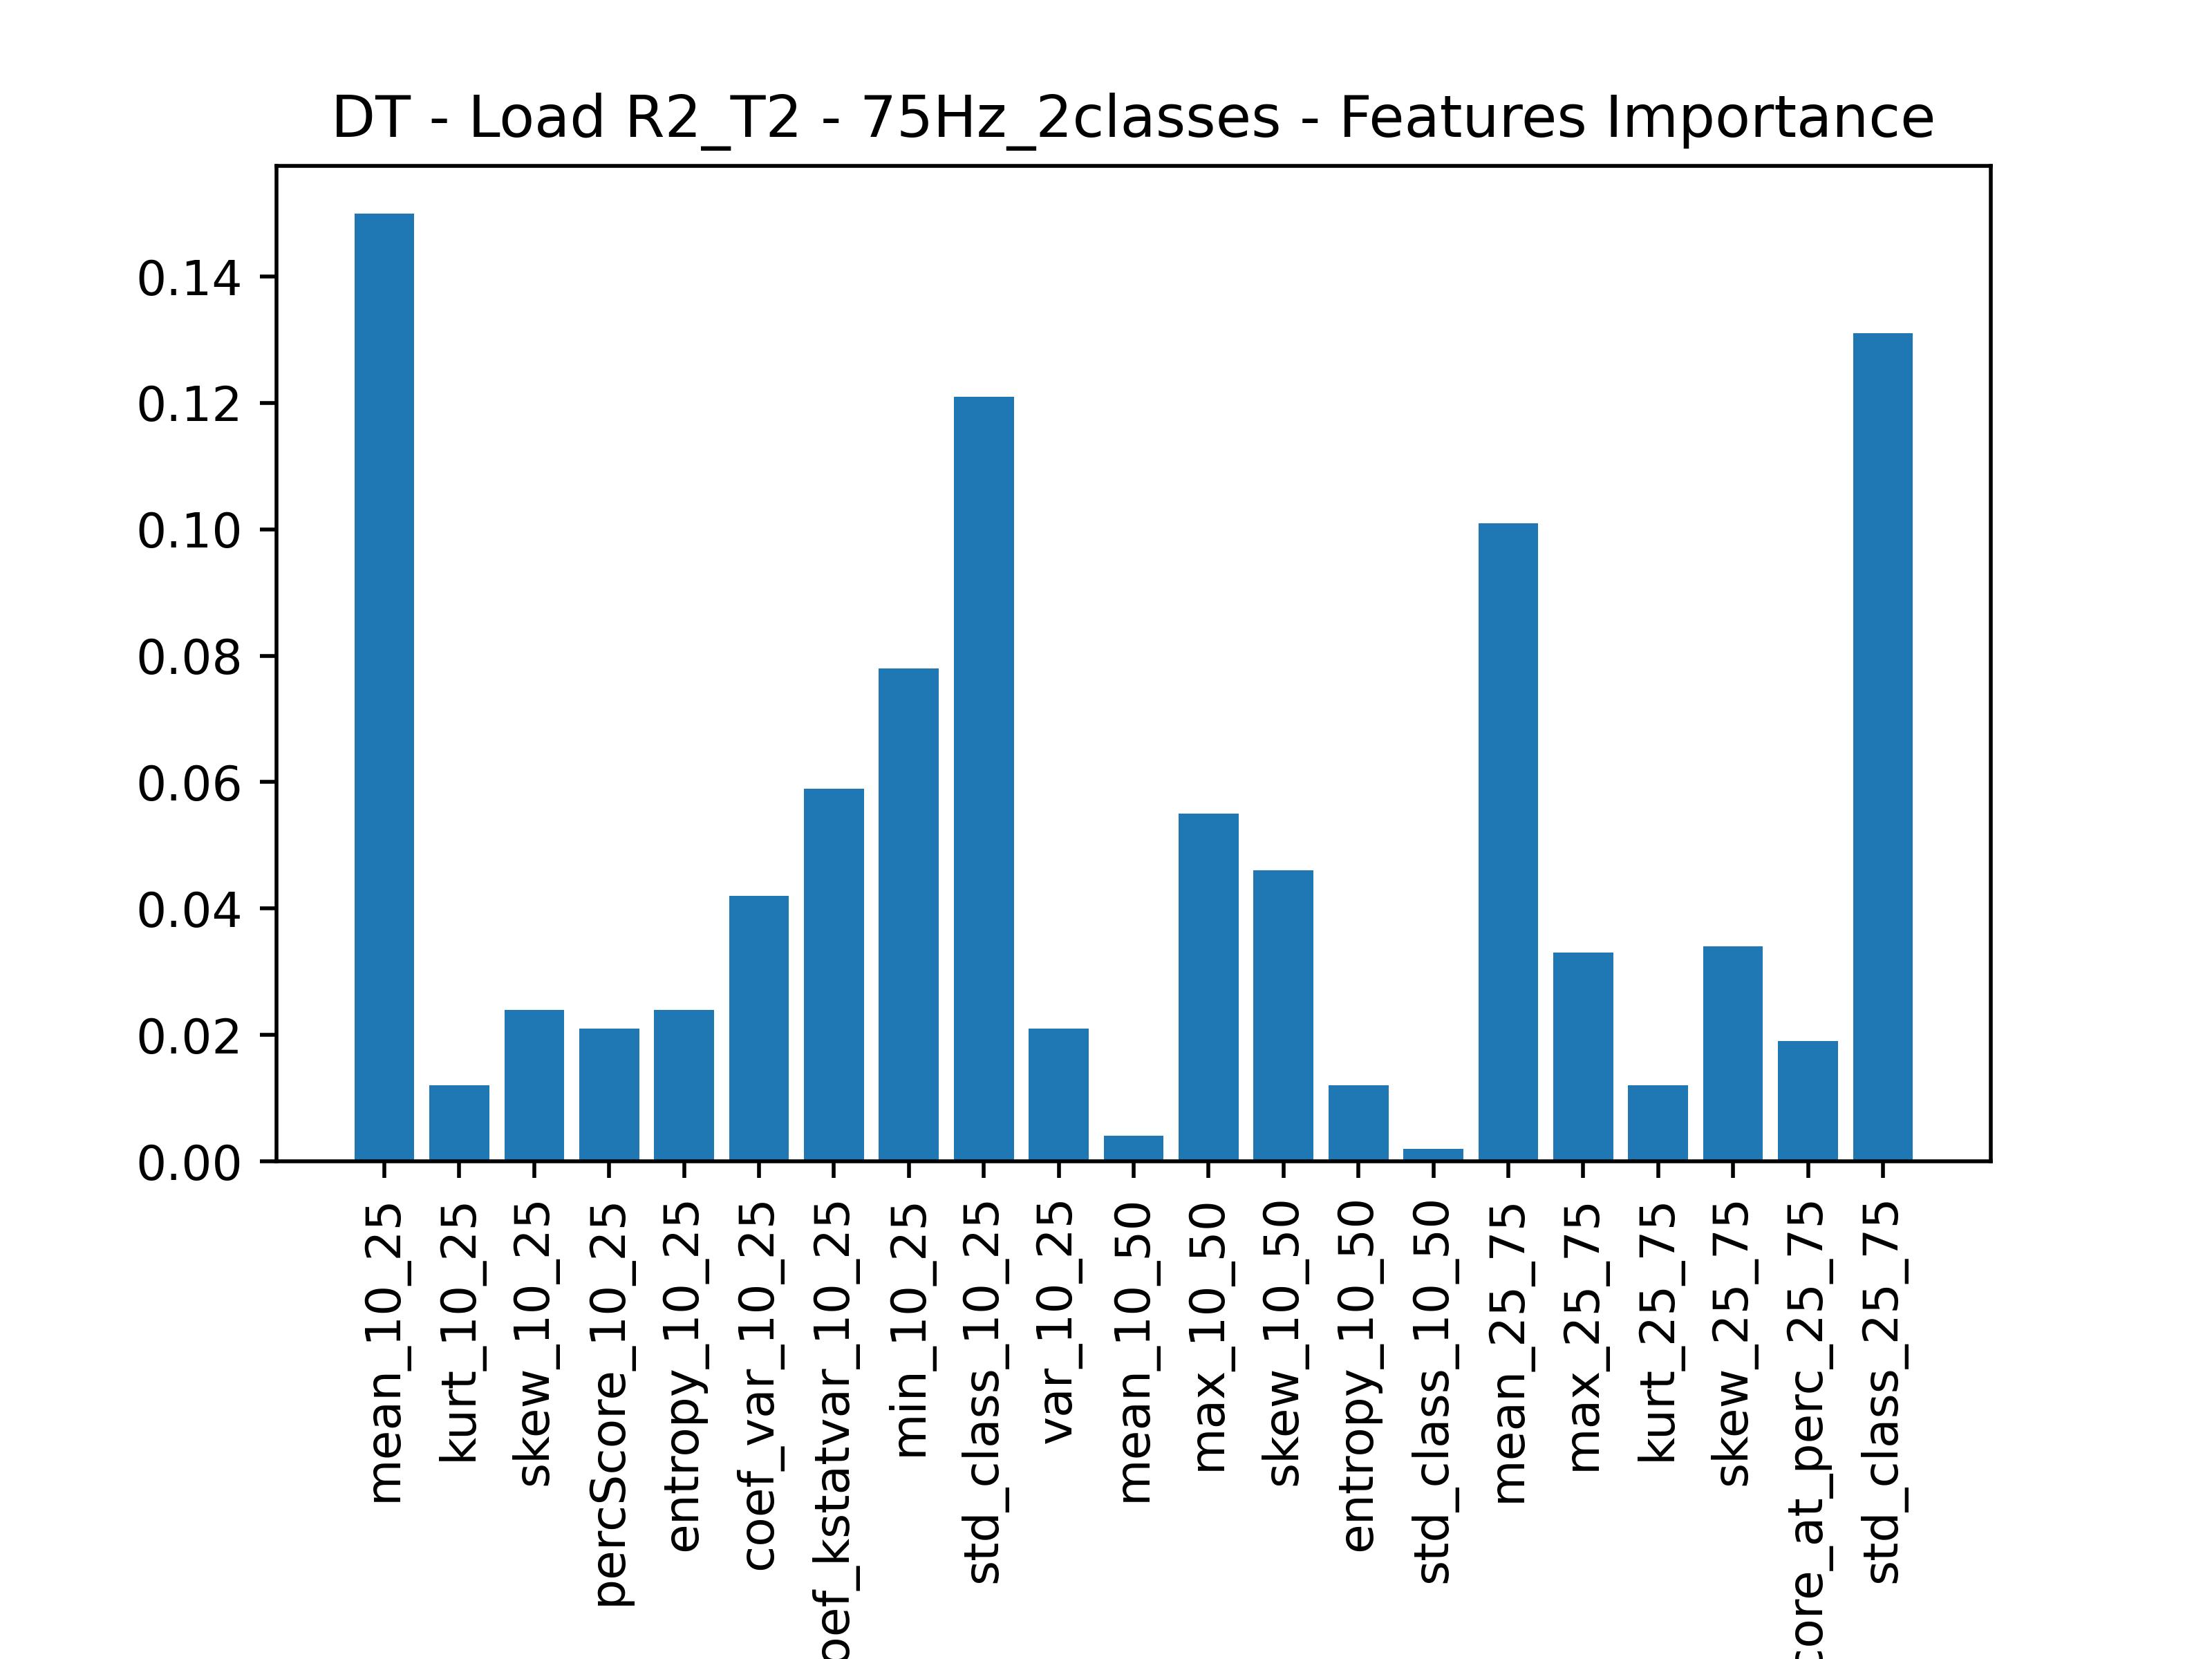 DT - Load R2_T2 - 75Hz_2classes - Features Importance
0.14
0.12
0.10
0.08
0.06
0.04
0.02
0.00
mean_10_25
kurt_10_25
skew_10_25
percScore_10_25
entropy_10_25
coef_var_10_25
oef_kstatvar_10_25
min_10_25
std_class_10_25
var_10_25
mean_10_50
max_10_50
skew_10_50
entropy_10_50
std_class_10_50
mean_25_75
max_25_75
kurt_25_75
skew_25_75
core_at_perc_25_75
std_class_25_75